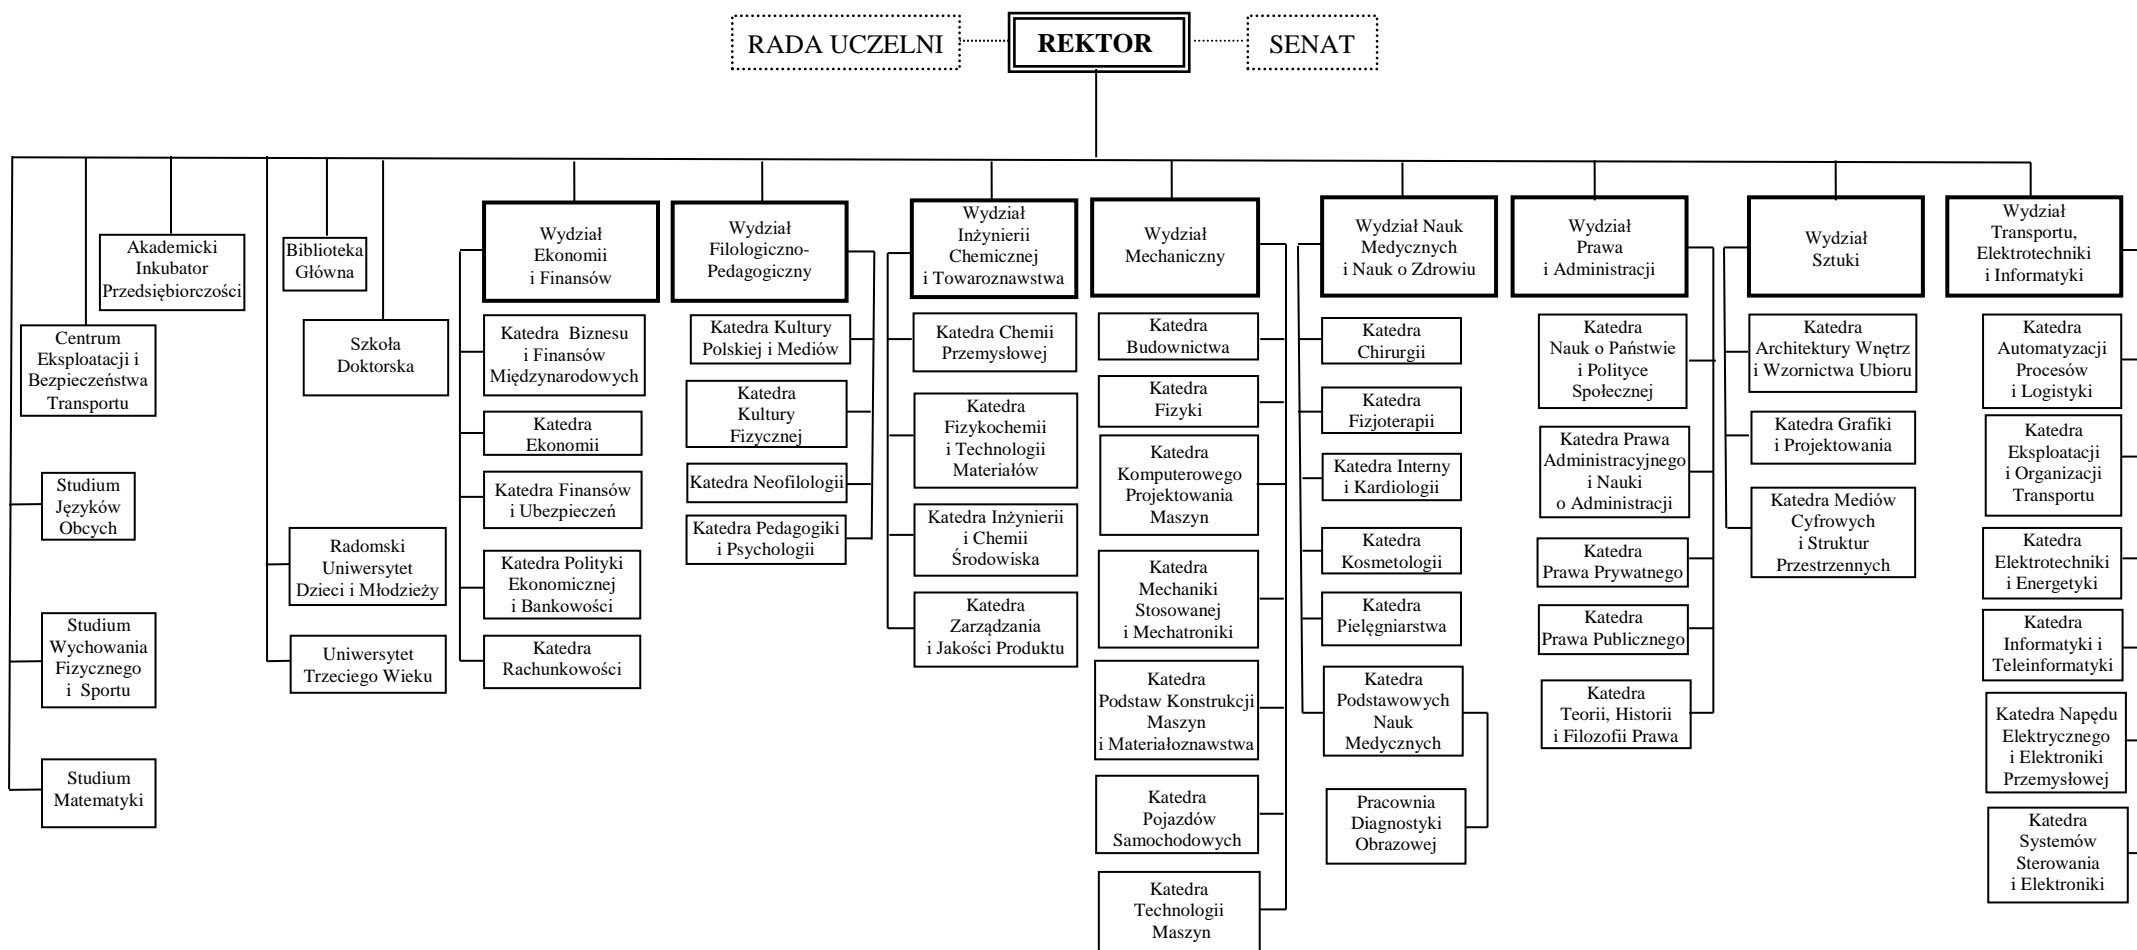 RADA UCZELNI
REKTOR
SENAT
Centrum
Eksploatacji i
Bezpieczeństwa
Transportu
Studium
Języków
Obcych
Studium
Wychowania
Fizycznego
i Sportu
Studium
Matematyki
Akademicki
Inkubator
Przedsiębiorczości
Biblioteka
Główna
Szkoła
Doktorska
Radomski
Uniwersytet
Dzieci i Młodzieży
Uniwersytet
Trzeciego Wieku
Wydział
Ekonomii
i Finansów
Katedra Biznesu
i Finansów
Międzynarodowych
Katedra
Ekonomii
Katedra Finansów
i Ubezpieczeń
Katedra Polityki
Ekonomicznej
i Bankowości
Katedra
Rachunkowości
Wydział
Filologiczno-
Pedagogiczny
Katedra Kultury
Polskiej i Mediów
Katedra
Kultury
Fizycznej
Katedra Neofilologii
Katedra Pedagogiki
i Psychologii
Wydział
Inżynierii
Chemicznej
i Towaroznawstwa
Katedra Chemii
Przemysłowej
Katedra
Fizykochemii
i Technologii
Materiałów
Katedra Inżynierii
i Chemii
Środowiska
Katedra
Zarządzania
i Jakości Produktu
Wydział
Mechaniczny
Katedra
Budownictwa
Katedra
Fizyki
Katedra
Komputerowego
Projektowania
Maszyn
Katedra
Mechaniki
Stosowanej
i Mechatroniki
Katedra
Podstaw Konstrukcji
Maszyn
i Materiałoznawstwa
Katedra
Pojazdów
Samochodowych
Katedra
Technologii
Maszyn
Wydział Nauk
Medycznych
i Nauk o Zdrowiu
Katedra
Chirurgii
Katedra
Fizjoterapii
Katedra Interny
i Kardiologii
Katedra
Kosmetologii
Katedra
Pielęgniarstwa
Katedra
Podstawowych
Nauk
Medycznych
Pracownia
Diagnostyki
Obrazowej
Wydział
Prawa
i Administracji
Katedra
Nauk o Państwie
i Polityce
Społecznej
Katedra Prawa
Administracyjnego
i Nauki
o Administracji
Katedra
Prawa Prywatnego
Katedra
Prawa Publicznego
Katedra
Teorii, Historii
i Filozofii Prawa
Wydział
Sztuki
Katedra
Architektury Wnętrz
i Wzornictwa Ubioru
Katedra Grafiki
i Projektowania
Katedra Mediów
Cyfrowych
i Struktur
Przestrzennych
Wydział
Transportu,
Elektrotechniki
i Informatyki
Katedra
Automatyzacji
Procesów
i Logistyki
Katedra
Eksploatacji
i Organizacji
Transportu
Katedra
Elektrotechniki
i Energetyki
Katedra
Informatyki i
Teleinformatyki
Katedra Napędu
Elektrycznego
i Elektroniki
Przemysłowej
Katedra
Systemów
Sterowania
i Elektroniki